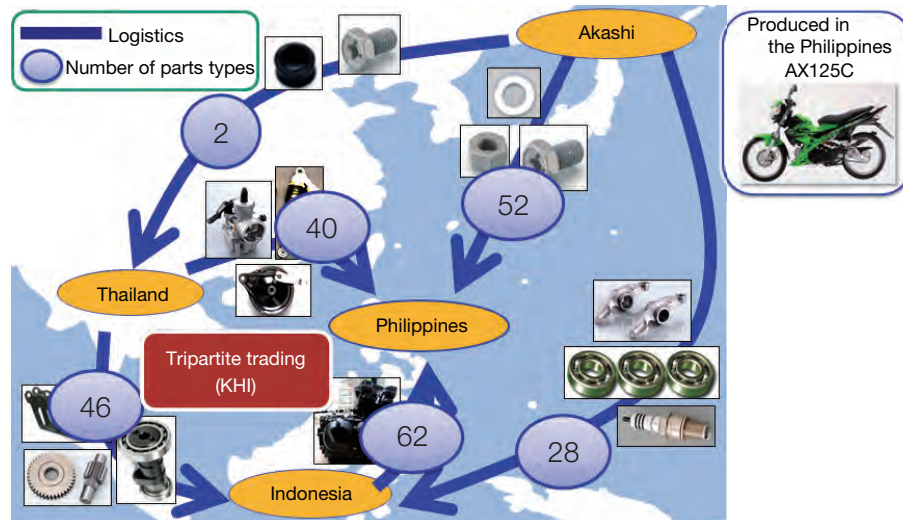 Logistics
Number of parts types
Akashi
Produced in
the Philippines
AX125C
2
52
40
Thailand
Philippines
Tripartite trading
(KHI)
46
62
28
Indonesia